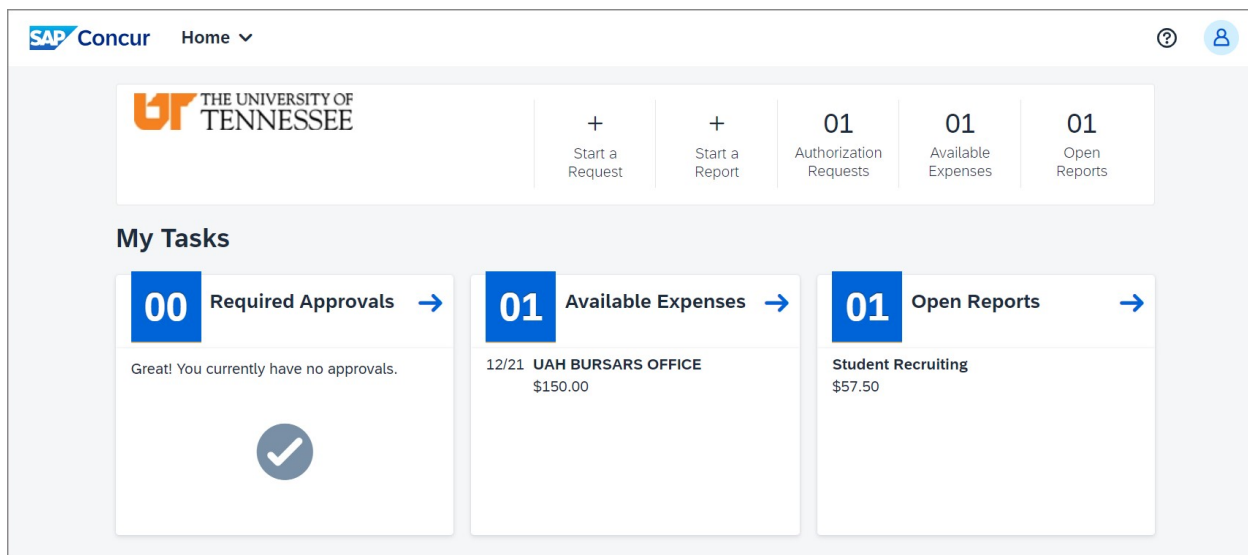 SAP Concur Home
UT THE UNIVERSITY OF
TENNESSEE
+
Start a
Request
+
Start a
Report
01
Authorization
Requests
01
Available
Expenses
01
Open
Reports
My Tasks
00 Required Approvals
Great! You currently have no approvals.
01 Available Expenses
12/21 UAH BURSARS OFFICE
$150.00
01 Open Reports
Student Recruiting
$57.50